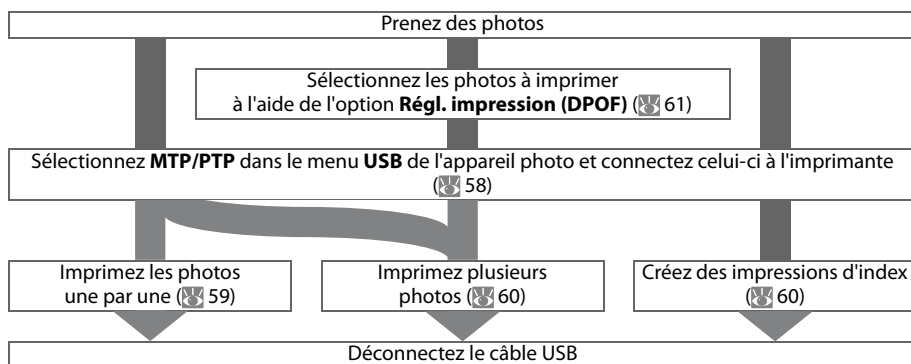 Prenez des photos
Sélectionnez les photos à imprimer
à l'aide de l'option Régl. impression (DPOF) ( 61)
Sélectionnez MTP/PTP dans le menu USB de l'appareil photo et connectez celui-ci à l'imprimante
( 58)
Imprimez les photos
une par une ( 59)
Imprimez plusieurs
photos ( 60)
Créez des impressions d'index
( 60)
Déconnectez le câble USB